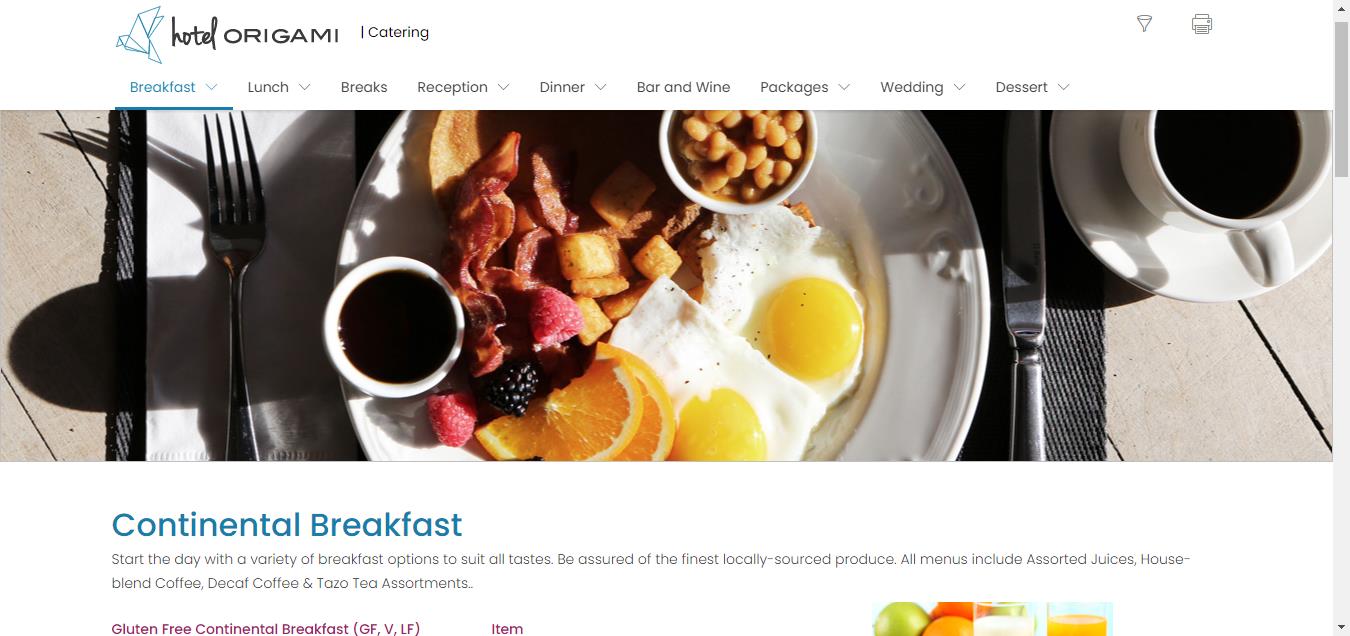 hotel ORIGAMI | Catering
Breakfast Lunch Breaks Reception Dinner Bar and Wine Packages Wedding Dessert
Continental Breakfast
Start the day with a variety of breakfast options to suit all tastes. Be assured of the finest locally-sourced produce. All menus include Assorted Juices, House-
blend Coffee, Decaf Coffee & Tazo Tea Assortments..
Gluten Free Continental Breakfast (GF, V, LF) Item